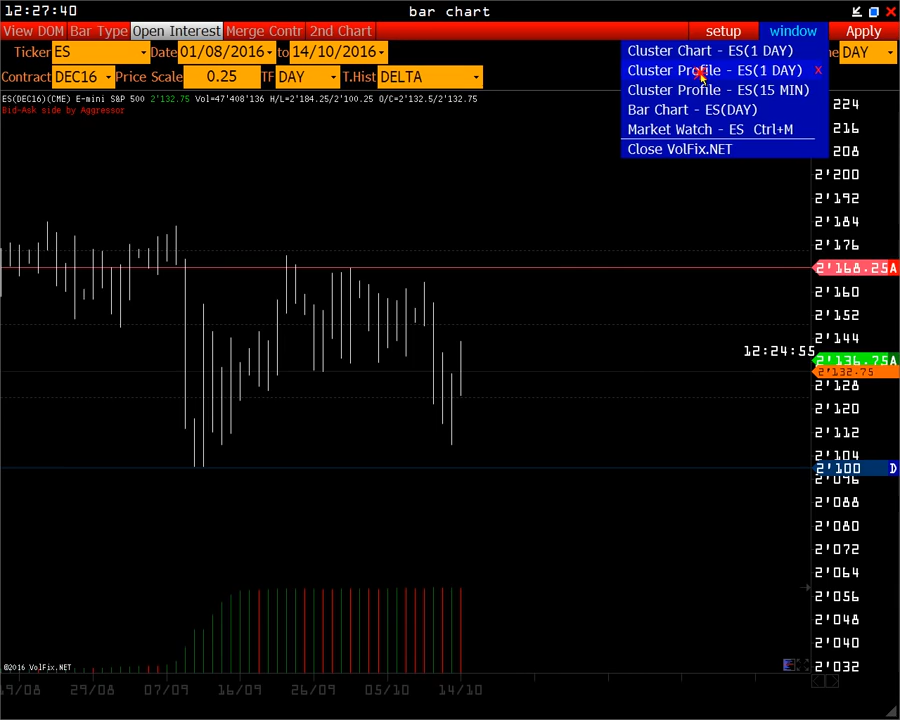 12:27:40 bar chart
View DOM Bar Type Open Interest Merge Contr 2nd Chart setup window Apply
Ticker ES Date 01/08/2016 to 14/10/2016 DAY
Contract DEC16 Price Scale 0.25 TF DAY T.Hist DELTA
Cluster Chart - ES(1 DAY)
Cluster Profile - ES(1 DAY) x
Cluster Profile - ES(15 MIN)
Bar Chart - ES(DAY)
Market Watch - ES Ctrl+M
Close VolFix.NET
ES(DEC16)(CME) E-mini S&P 500 2'132.75 Vol=47'408'136 H/L=2'184.25/2'100.25 O/C=2'132.5/2'132.75
Bid-Ask side by Aggressor
224
216
208
2'200
2'192
2'184
2'176
2'168.25A
2'160
2'152
2'144
12:24:55
2'136.75A
2'132.75
2'128
2'120
2'112
2'104
2'100 D
2'096
2'088
2'080
2'072
2'064
2'056
2'048
2'040
2'032
©2016 VolFix.NET
19/08 29/08 07/09 16/09 26/09 05/10 14/10